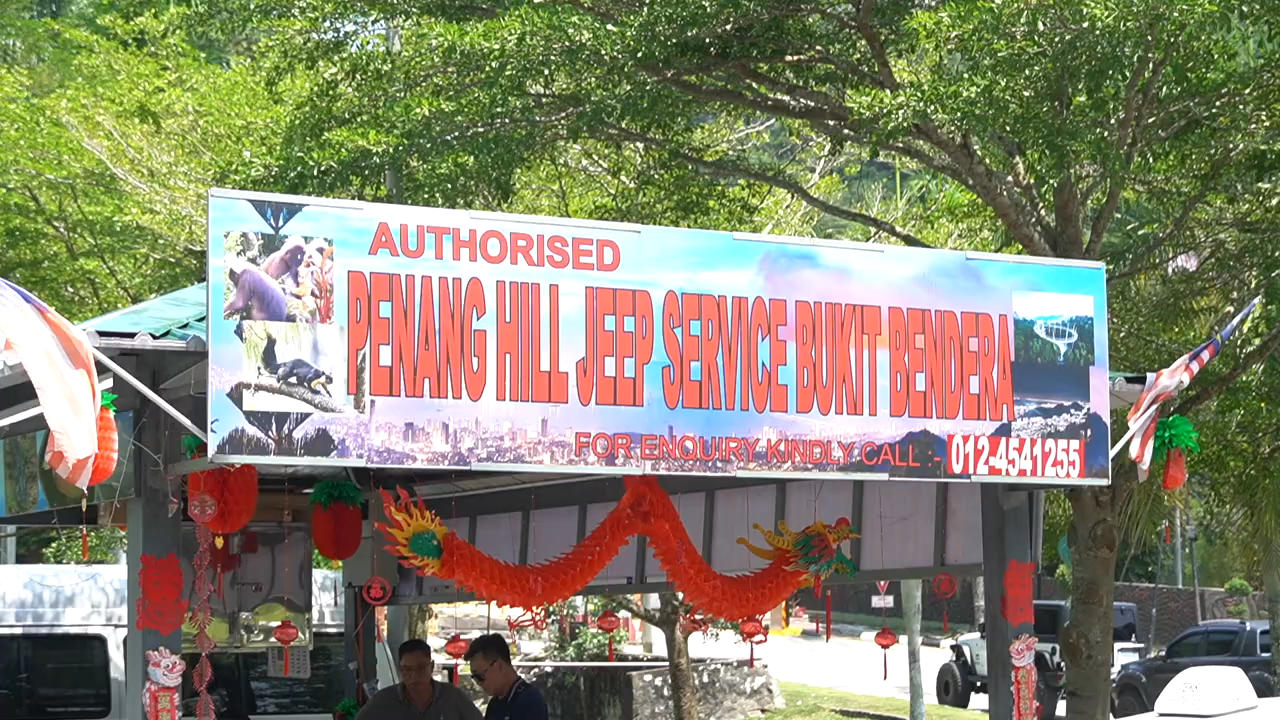 AUTHORISED
PENANG HILL JEEP SERVICE BUKIT BENDERA
FOR ENQUIRY KINDLY CALL :- 012-4541255